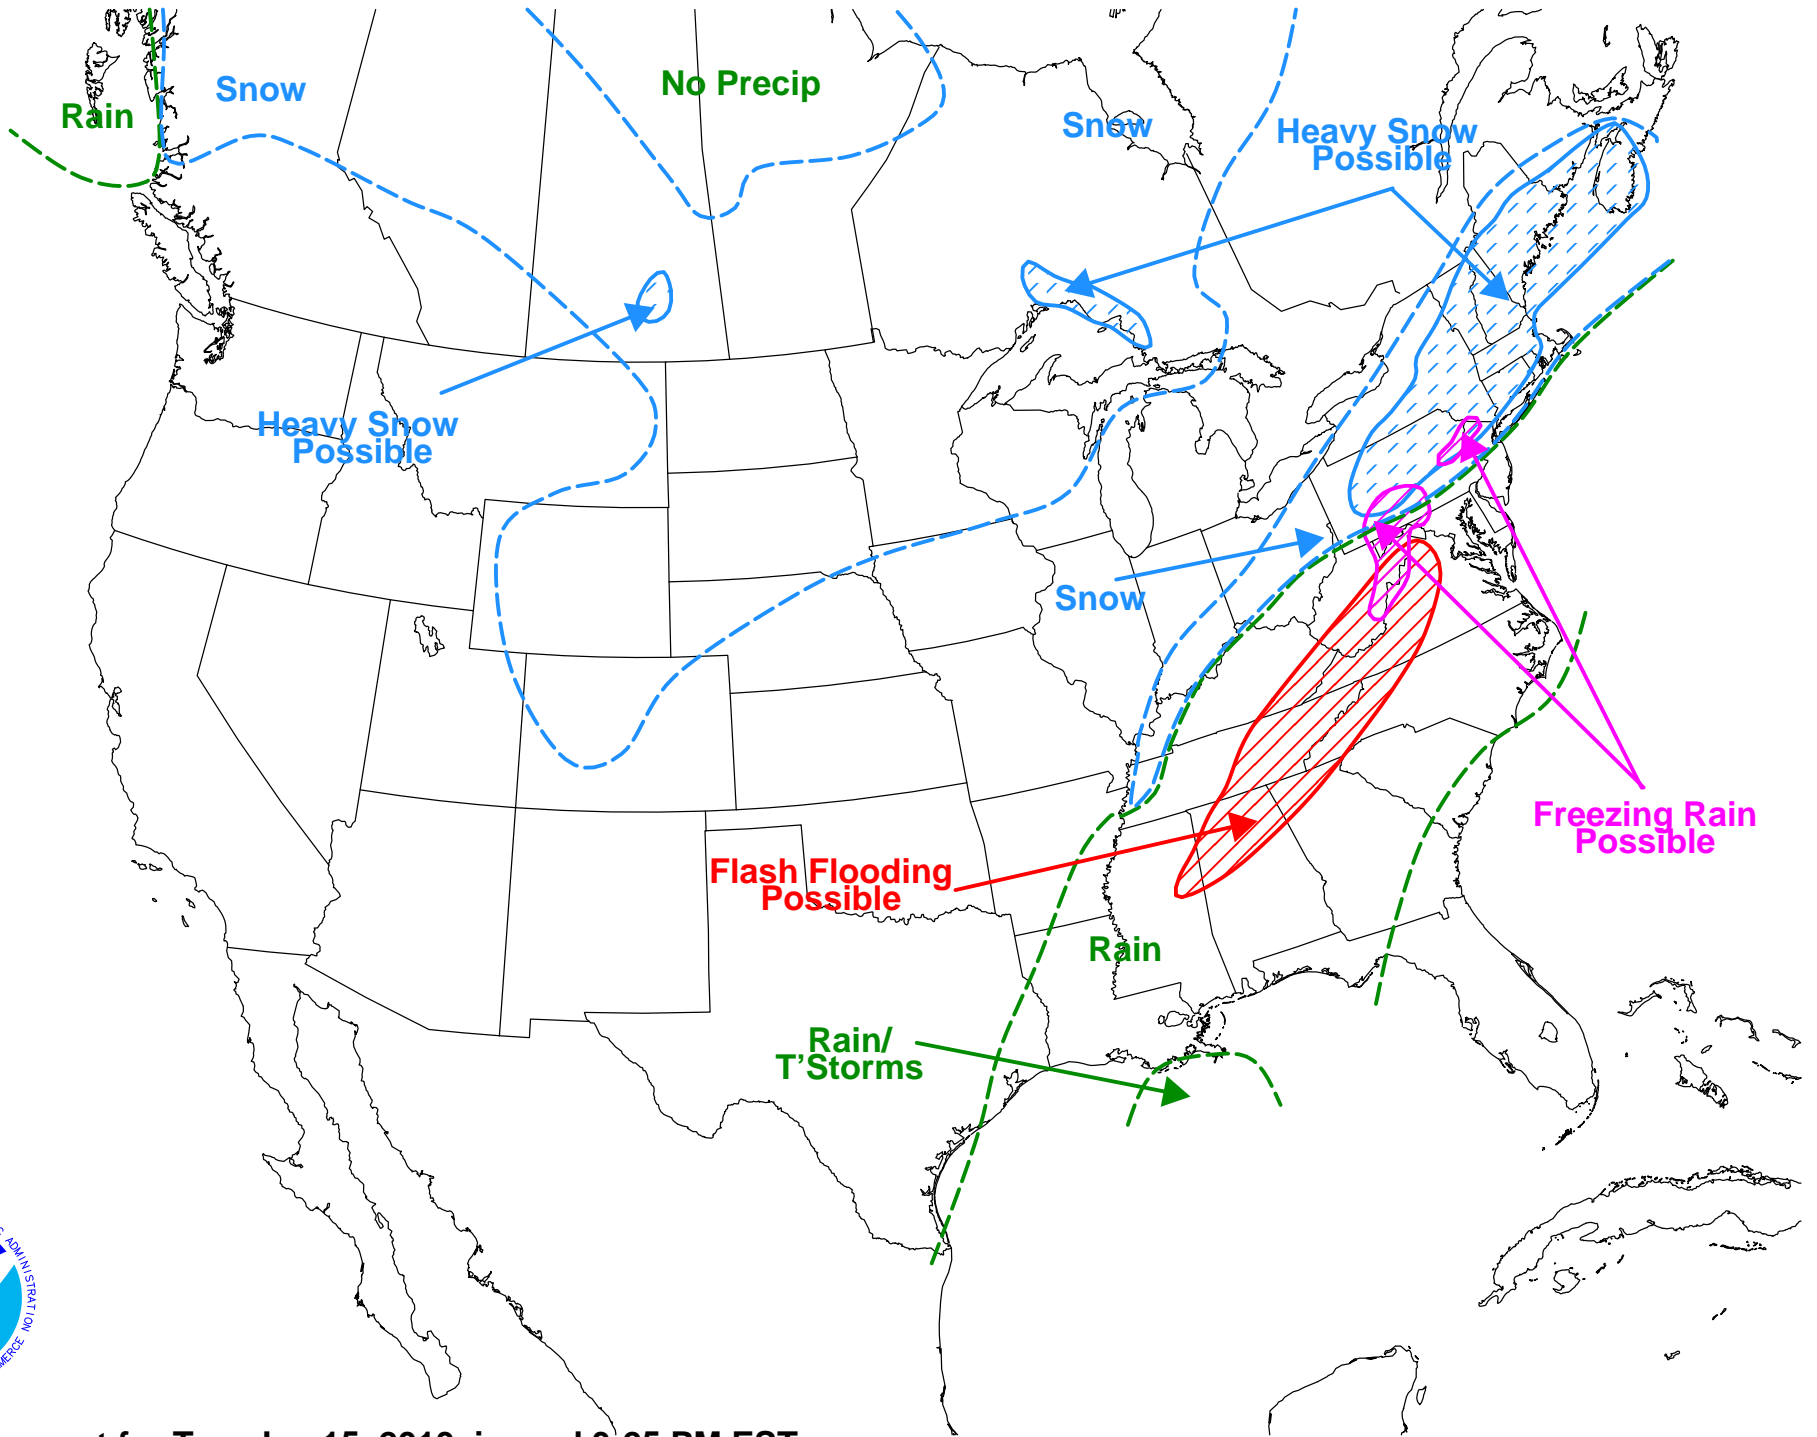 No Precip
Snow
Rain
Snow
Heavy Snow
Possible
Heavy Snow
Possible
Snow
Freezing Rain
Possible
Flash Flooding
Possible
Rain
Rain/
T'Storms
ADMINISTRATION